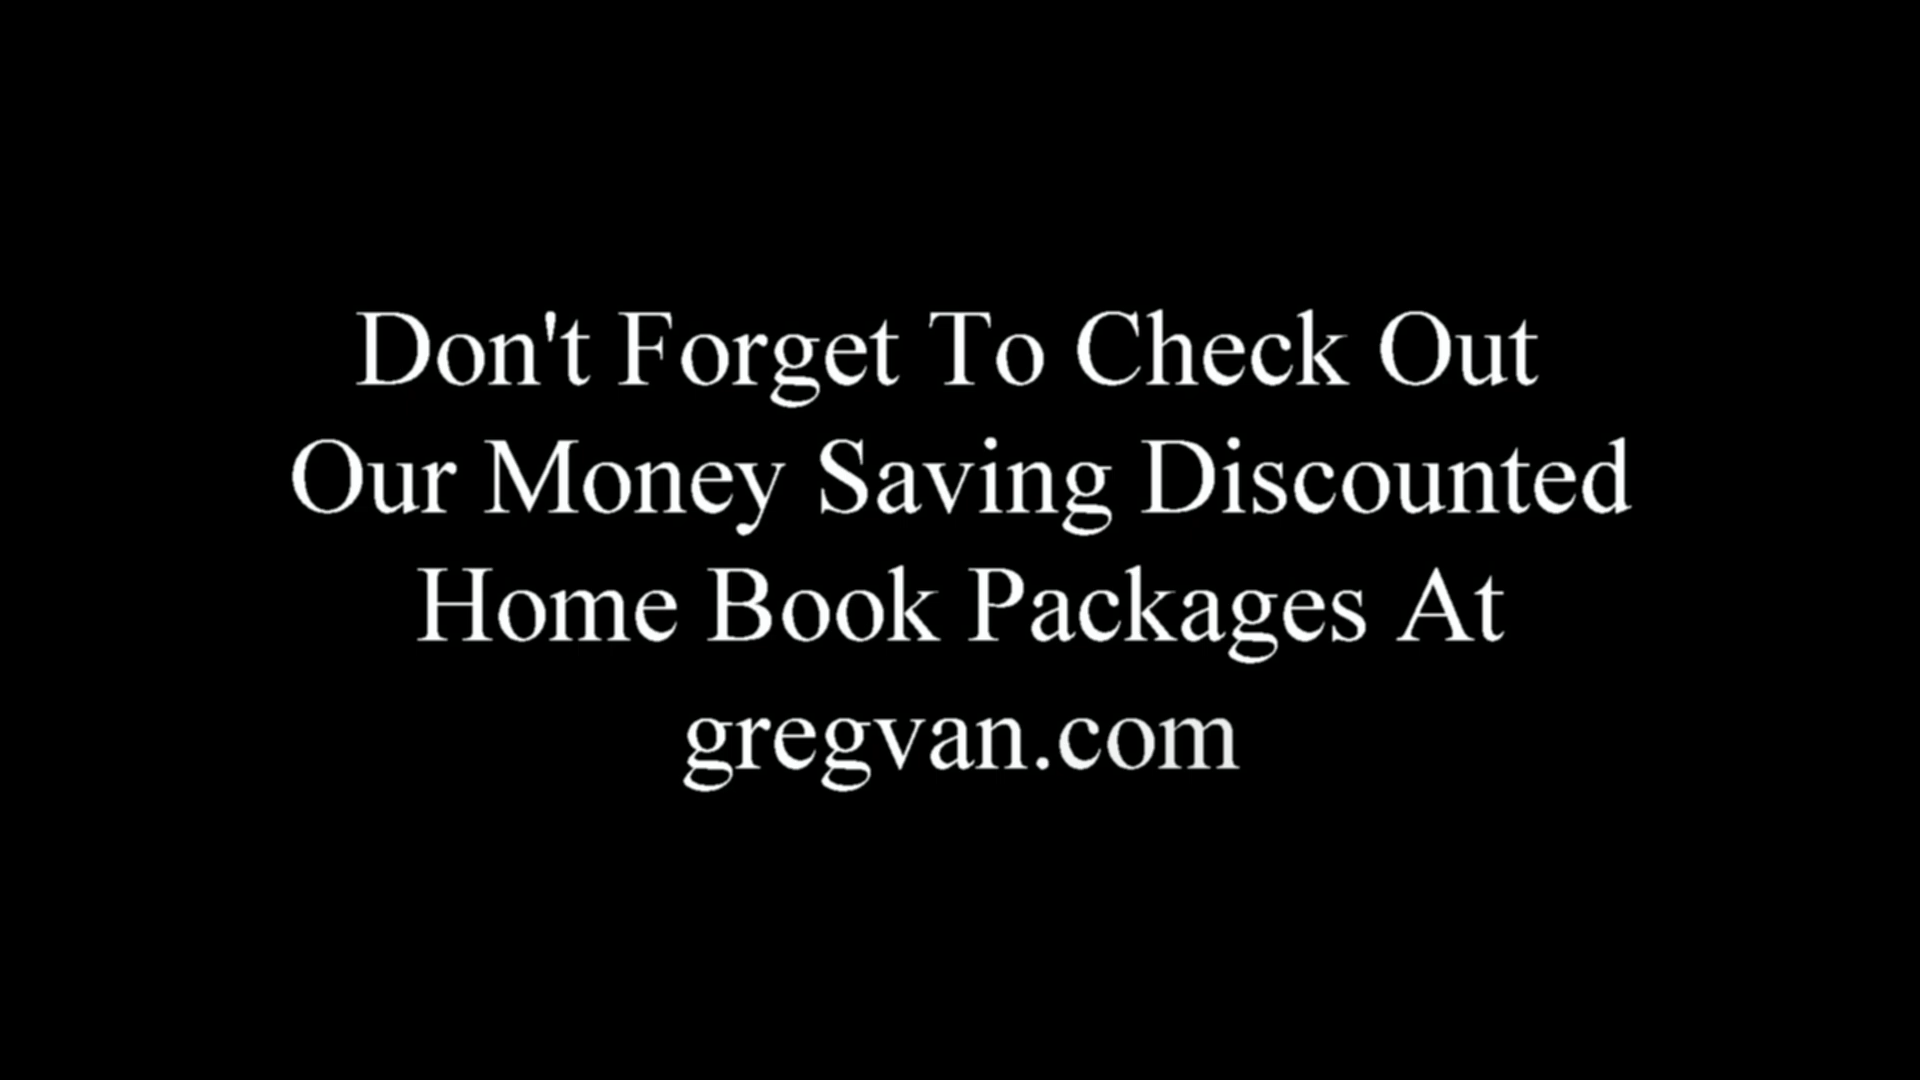 Don't Forget To Check Out
Our Money Saving Discounted
Home Book Packages At
gregvan.com